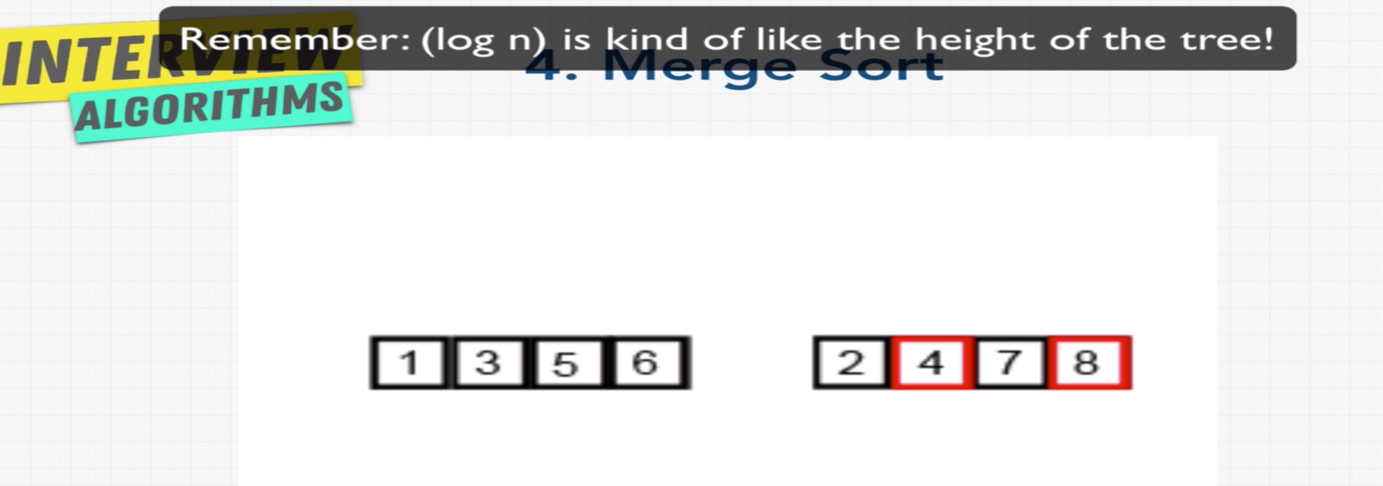 Remember: (log n) is kind of like the height of the tree!
INTERVIEW
ALGORITHMS
4. Merge Sort
1 3 5 6 2 4 7 8